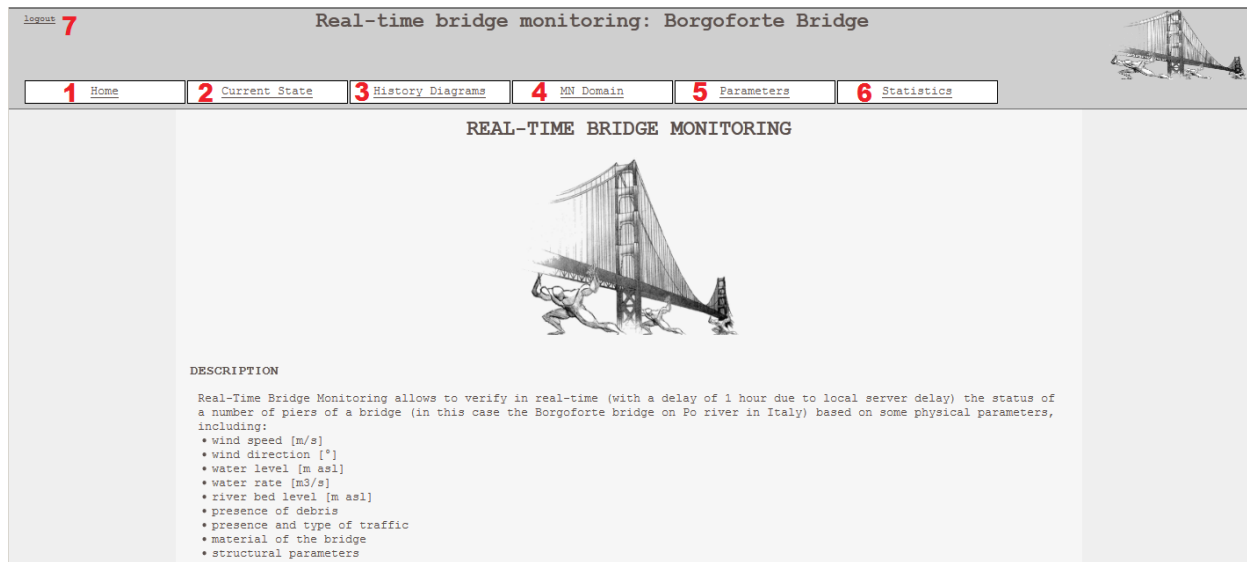 logout 7
Real-time bridge monitoring: Borgoforte Bridge
1 Home 2 Current State 3 History Diagrams 4 MN Domain 5 Parameters 6 Statistics
REAL-TIME BRIDGE MONITORING
DESCRIPTION
Real-Time Bridge Monitoring allows to verify in real-time (with a delay of 1 hour due to local server delay) the status of
a number of piers of a bridge (in this case the Borgoforte bridge on Po river in Italy) based on some physical parameters,
including:
• wind speed [m/s]
• wind direction [°]
• water level [m asl]
• water rate [m3/s]
• river bed level [m asl]
• presence of debris
• presence and type of traffic
• material of the bridge
• structural parameters